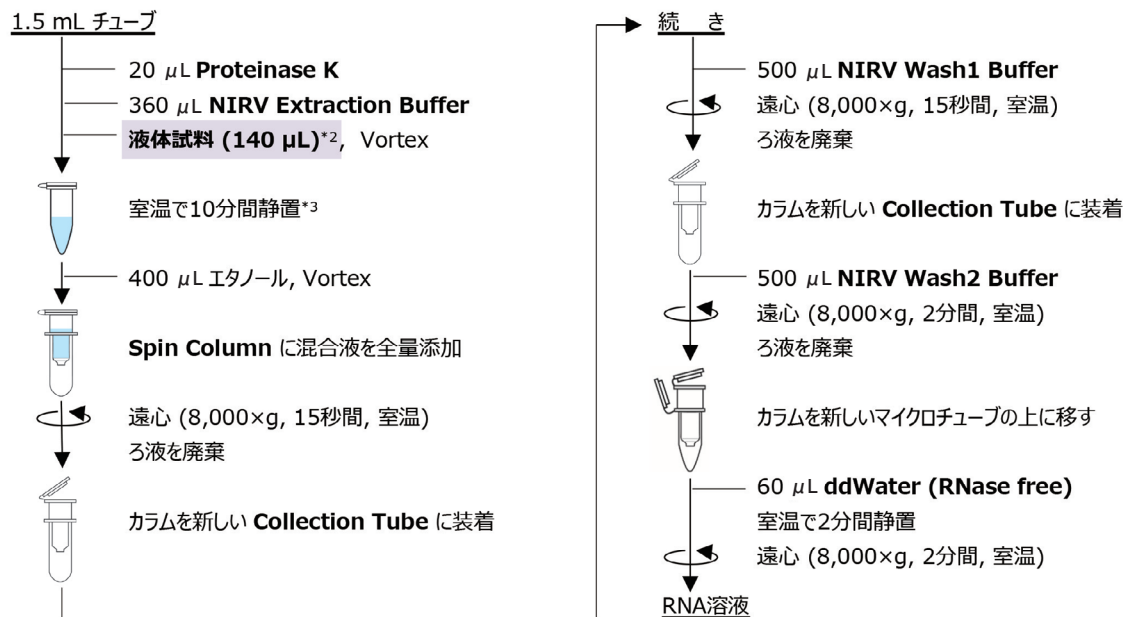 1.5 mL チューブ
20 μL Proteinase K
360 μL NIRV Extraction Buffer
液体試料 (140 μL)*2, Vortex
室温で10分間静置*3
400 μL エタノール, Vortex
Spin Column に混合液を全量添加
遠心 (8,000×g, 15秒間, 室温)
ろ液を廃棄
カラムを新しい Collection Tube に装着
続 き
500 μL NIRV Wash1 Buffer
遠心 (8,000×g, 15秒間, 室温)
ろ液を廃棄
カラムを新しい Collection Tube に装着
500 μL NIRV Wash2 Buffer
遠心 (8,000×g, 2分間, 室温)
ろ液を廃棄
カラムを新しいマイクロチューブの上に移す
60 μL ddWater (RNase free)
室温で2分間静置
遠心 (8,000×g, 2分間, 室温)
RNA溶液